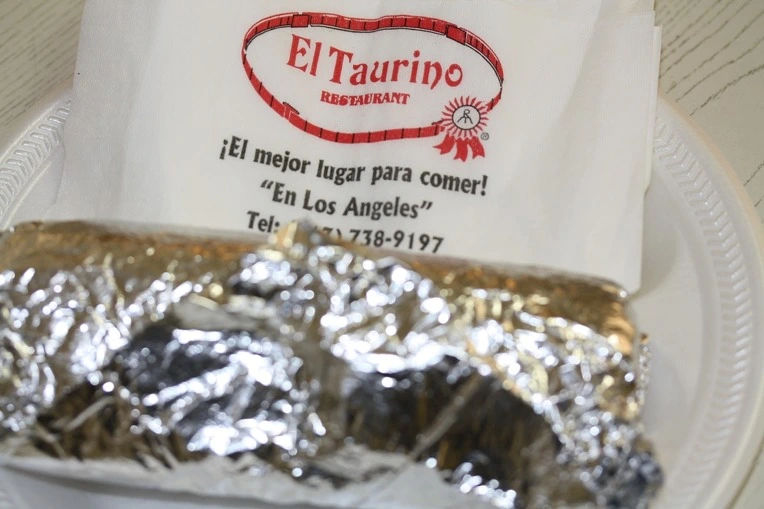 El Taurino
RESTAURANT
®
¡El mejor lugar para comer!
"En Los Angeles"
Tel: 738-9197